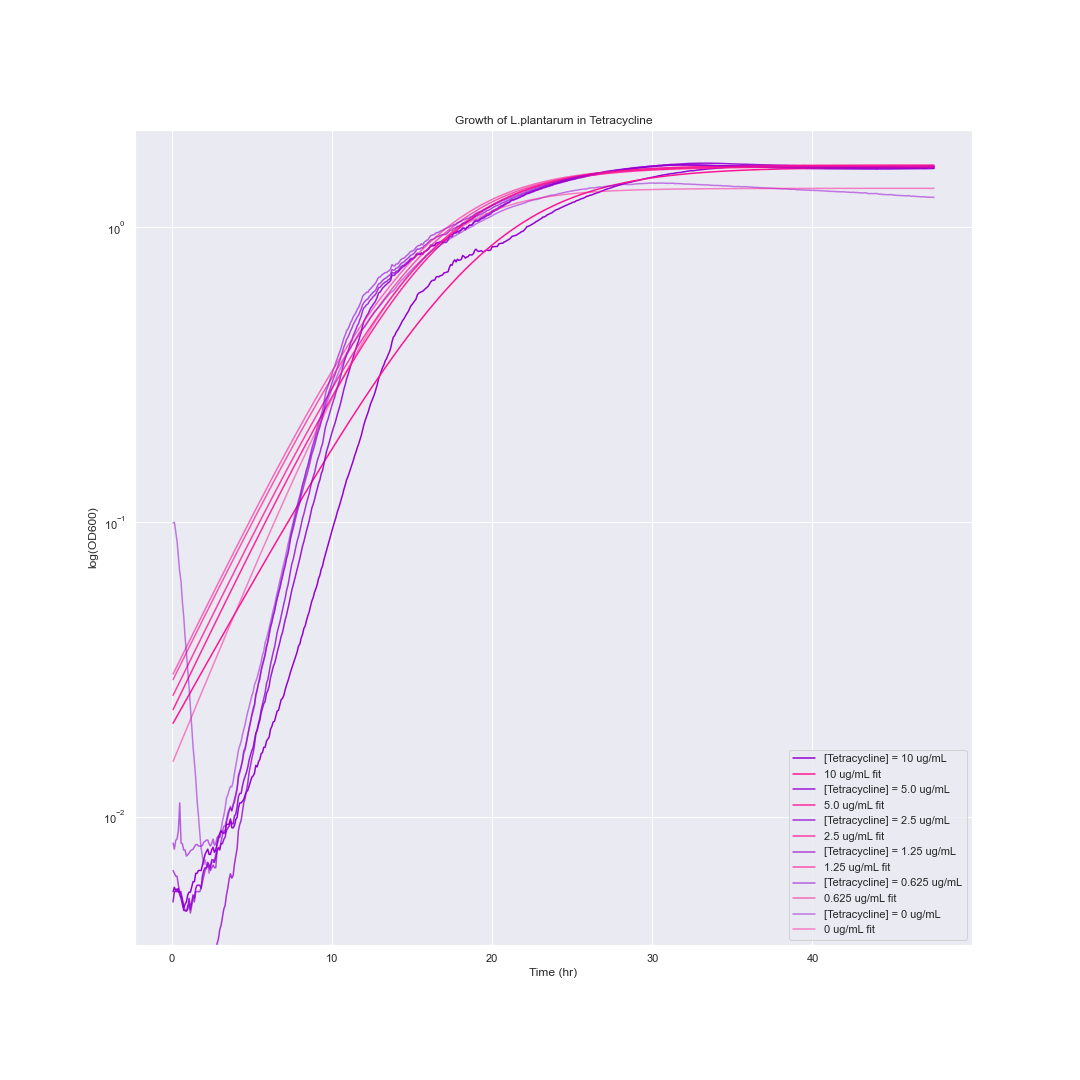 Growth of L.plantarum in Tetracycline
log(OD600)
10⁰
10⁻¹
10⁻²
[Tetracycline] = 10 ug/mL
10 ug/mL fit
[Tetracycline] = 5.0 ug/mL
5.0 ug/mL fit
[Tetracycline] = 2.5 ug/mL
2.5 ug/mL fit
[Tetracycline] = 1.25 ug/mL
1.25 ug/mL fit
[Tetracycline] = 0.625 ug/mL
0.625 ug/mL fit
[Tetracycline] = 0 ug/mL
0 ug/mL fit
0 10 20 30 40
Time (hr)